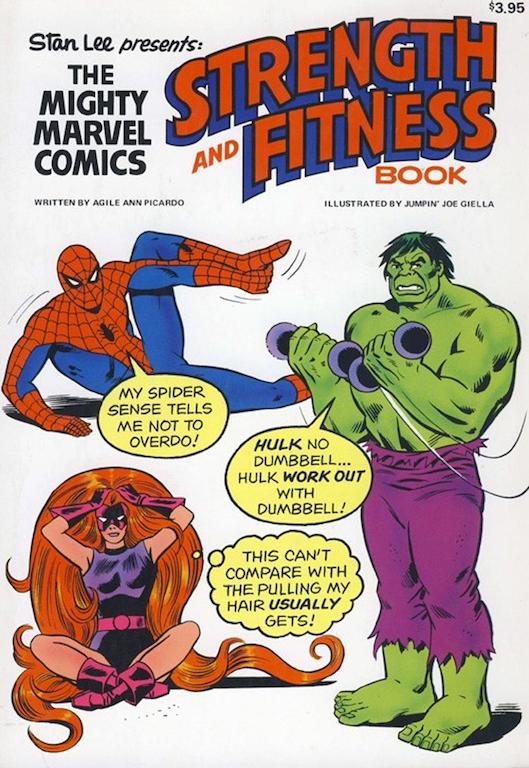 $3.95
Stan Lee presents:
THE
MIGHTY
MARVEL
COMICS
STRENGTH
AND FITNESS
BOOK
WRITTEN BY AGILE ANN PICARDO
ILLUSTRATED BY JUMPIN' JOE GIELLA
MY SPIDER
SENSE TELLS
ME NOT TO
OVERDO!
HULK NO
DUMBBELL...
HULK WORK OUT
WITH
DUMBBELL!
THIS CAN'T
COMPARE WITH
THE PULLING MY
HAIR USUALLY
GETS!